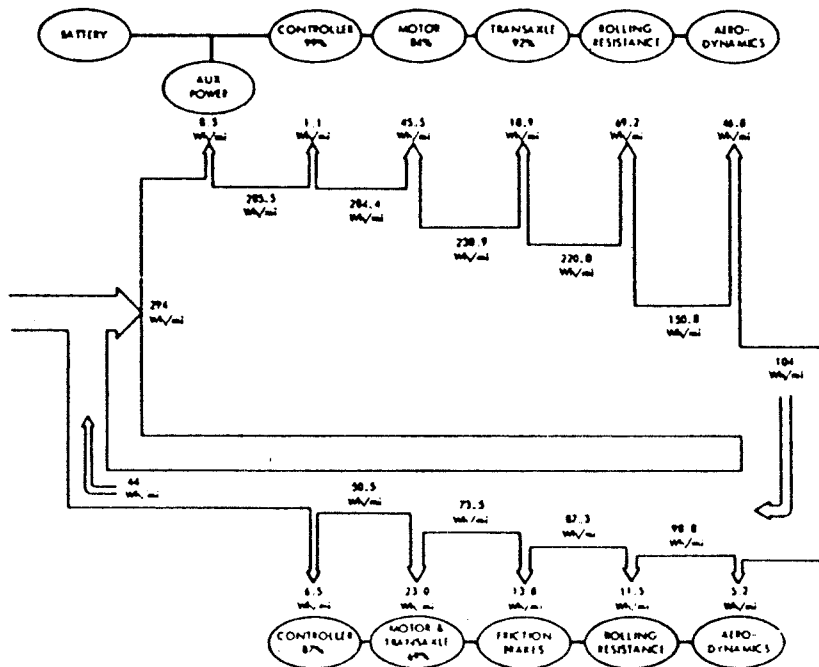 BATTERY
CONTROLLER
99%
MOTOR
84%
TRANSAXLE
92%
ROLLING
RESISTANCE
AERO-
DYNAMICS
AUX
POWER
8.5
Wh/mi
1.1
Wh/mi
45.5
Wh/mi
18.9
Wh/mi
69.2
Wh/mi
46.8
Wh/mi
285.5
Wh/mi
284.4
Wh/mi
238.9
Wh/mi
220.0
Wh/mi
150.8
Wh/mi
294
Wh/mi
104
Wh/mi
44
Wh/mi
50.5
Wh/mi
73.5
Wh/mi
87.3
Wh/mi
98.8
Wh/mi
6.5
Wh/mi
23.0
Wh/mi
13.8
Wh/mi
11.5
Wh/mi
5.2
Wh/mi
CONTROLLER
87%
MOTOR &
TRANSAXLE
69%
FRICTION
BRAKES
ROLLING
RESISTANCE
AERO-
DYNAMICS